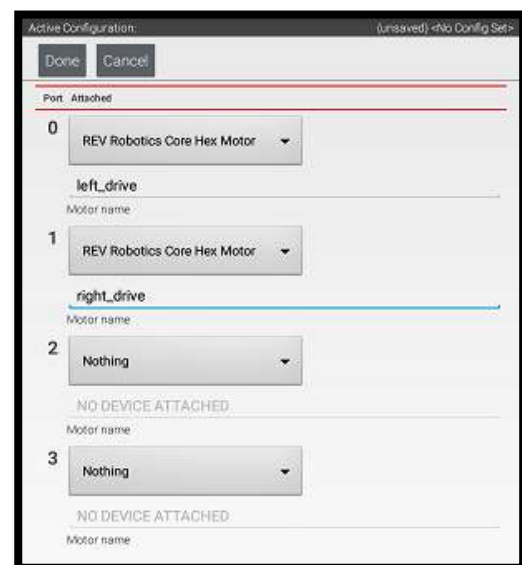 Active Configuration: (unsaved) <No Config Set>
Done Cancel
Port Attached
0 REV Robotics Core Hex Motor
left_drive
Motor name
1 REV Robotics Core Hex Motor
right_drive
Motor name
2 Nothing
NO DEVICE ATTACHED
Motor name
3 Nothing
NO DEVICE ATTACHED
Motor name